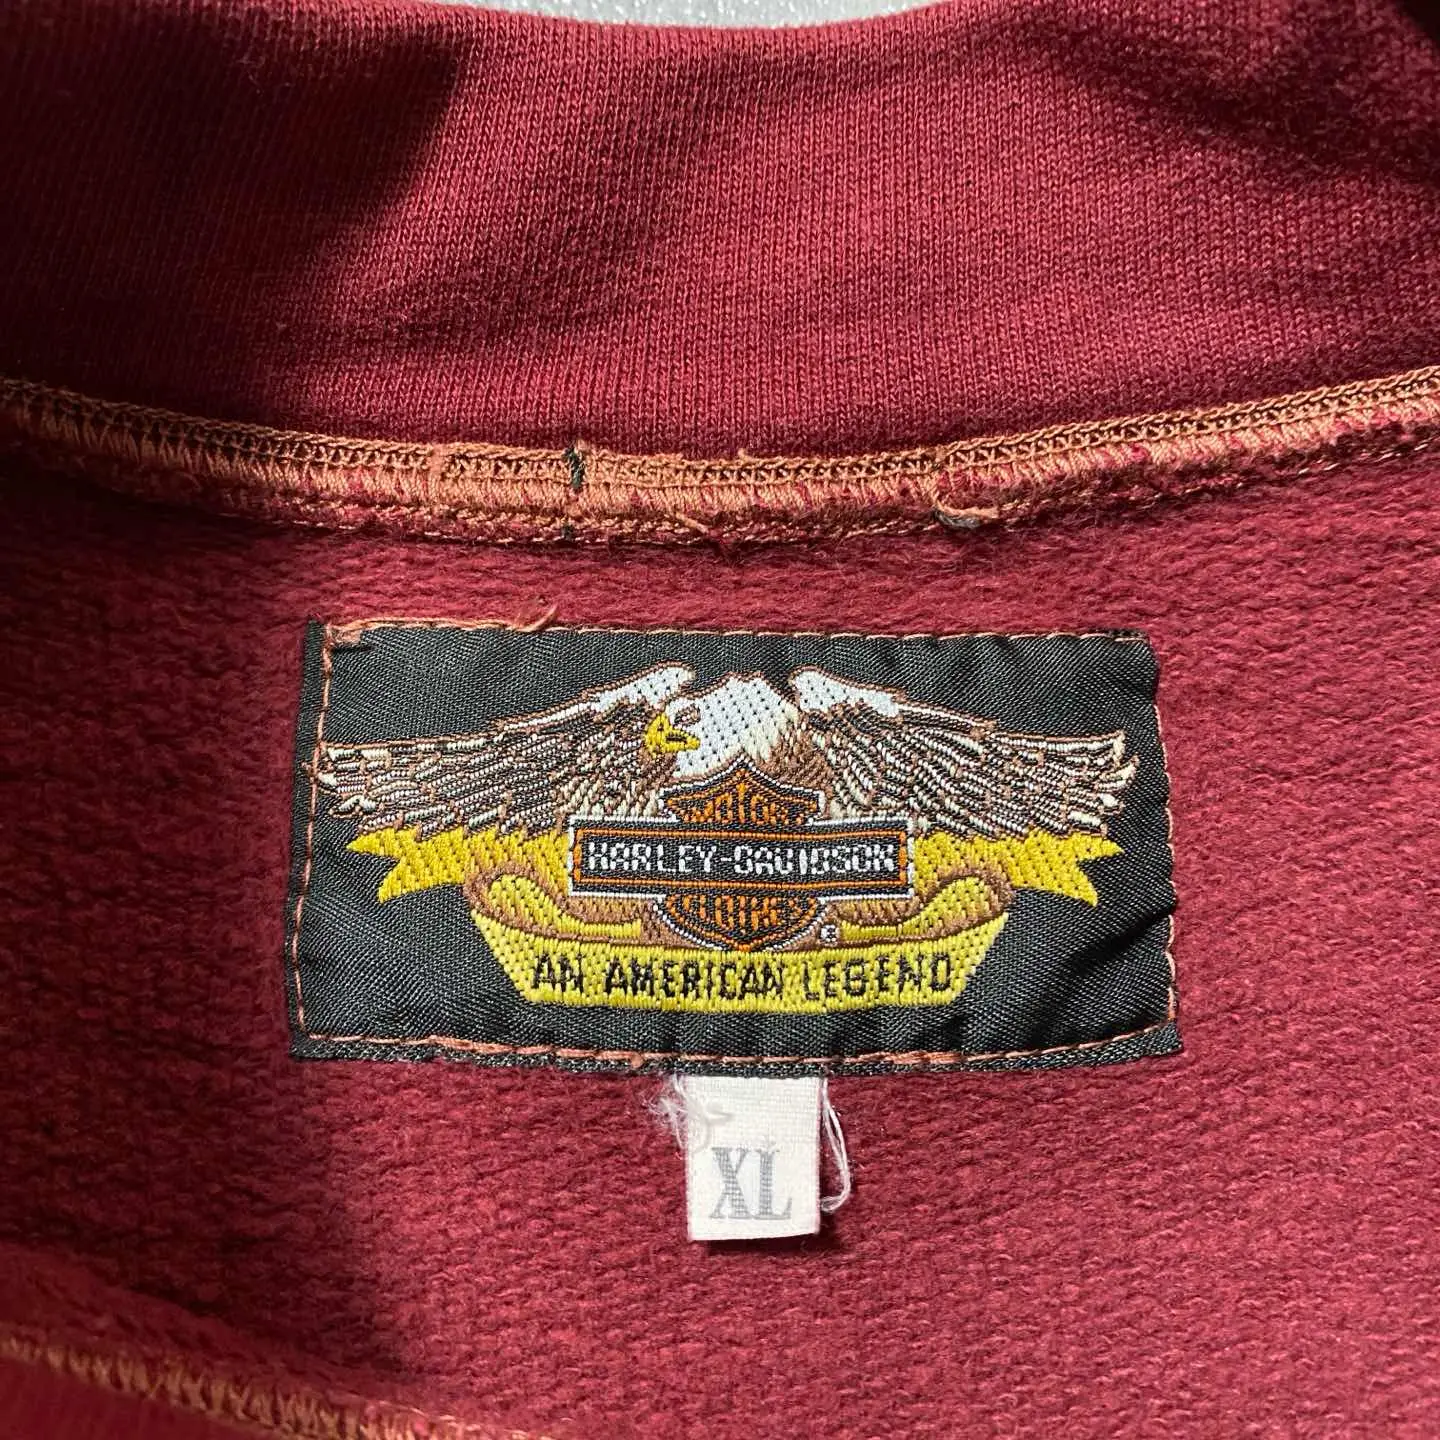 MOTOR
HARLEY-DAVIDSON
CYCLES
®
AN AMERICAN LEGEND
XL